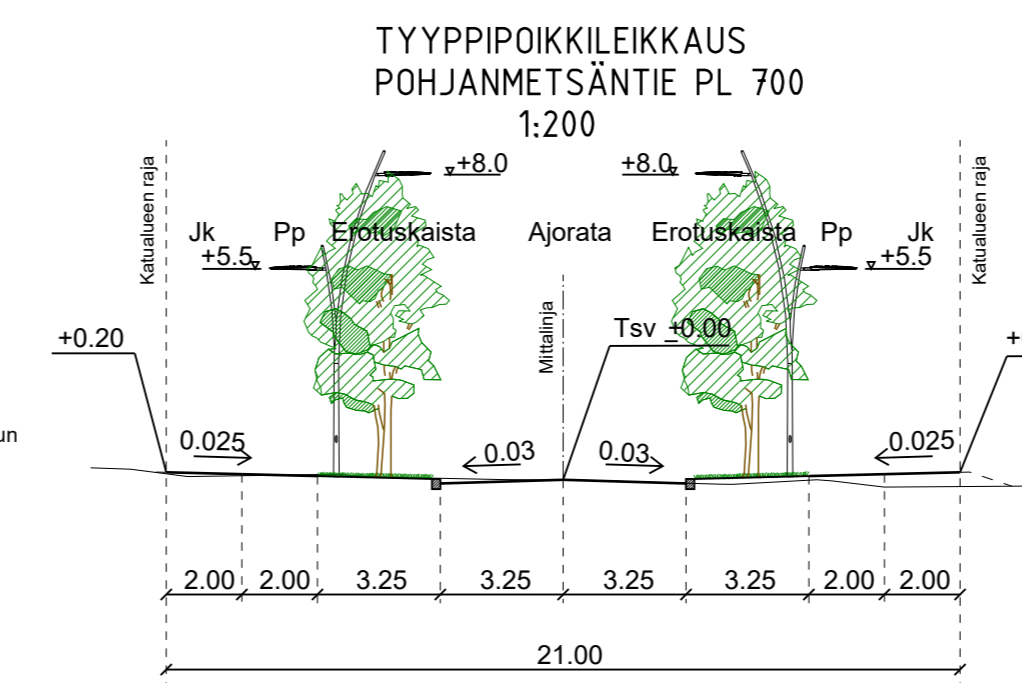 TYYPPIPOIKKILEIKKAUS
POHJANMETSÄNTIE PL 700
1:200
Katualueen raja
Katualueen raja
+8.0
+8.0
Jk Pp Erotuskaista Ajorata Erotuskaista Pp Jk
+5.5
+5.5
Mittalinja
+0.20
Tsv ±0.00
+
un
0.025
0.03
0.03
0.025
2.00 2.00 3.25 3.25 3.25 3.25 2.00 2.00
21.00